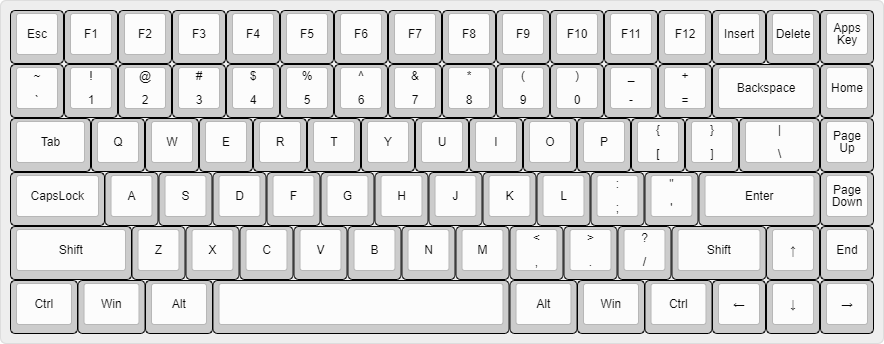 Esc F1 F2 F3 F4 F5 F6 F7 F8 F9 F10 F11 F12 Insert Delete Apps Key
~ ! @ # $ % ^ & * ( ) _ +
` 1 2 3 4 5 6 7 8 9 0 - = Backspace Home
Tab Q W E R T Y U I O P { } | Page Up
[ ] \
CapsLock A S D F G H J K L : " Enter Page Down
; '
Shift Z X C V B N M < > ? Shift ↑ End
, . /
Ctrl Win Alt Alt Win Ctrl ← ↓ →